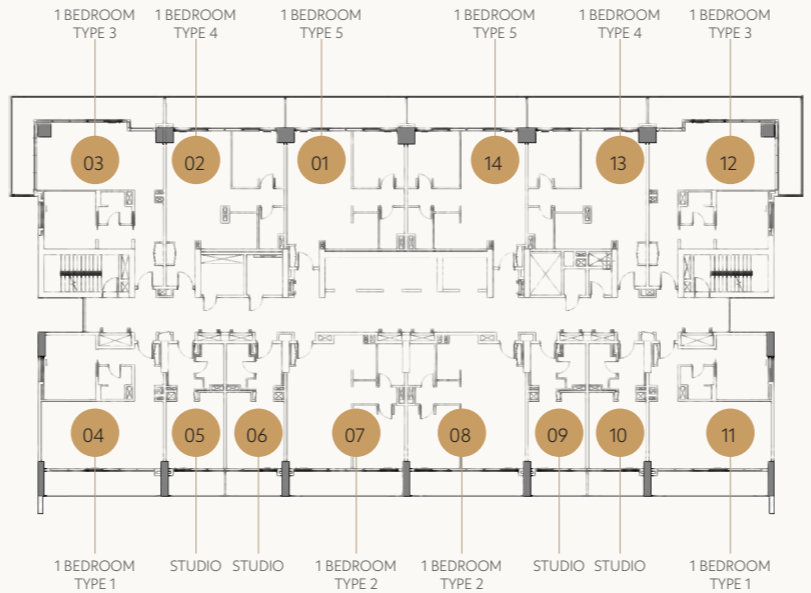 1 BEDROOM
TYPE 3
1 BEDROOM
TYPE 4
1 BEDROOM
TYPE 5
1 BEDROOM
TYPE 5
1 BEDROOM
TYPE 4
1 BEDROOM
TYPE 3
03
02
01
14
13
12
04
05
06
07
08
09
10
11
1 BEDROOM
TYPE 1
STUDIO
STUDIO
1 BEDROOM
TYPE 2
1 BEDROOM
TYPE 2
STUDIO
STUDIO
1 BEDROOM
TYPE 1